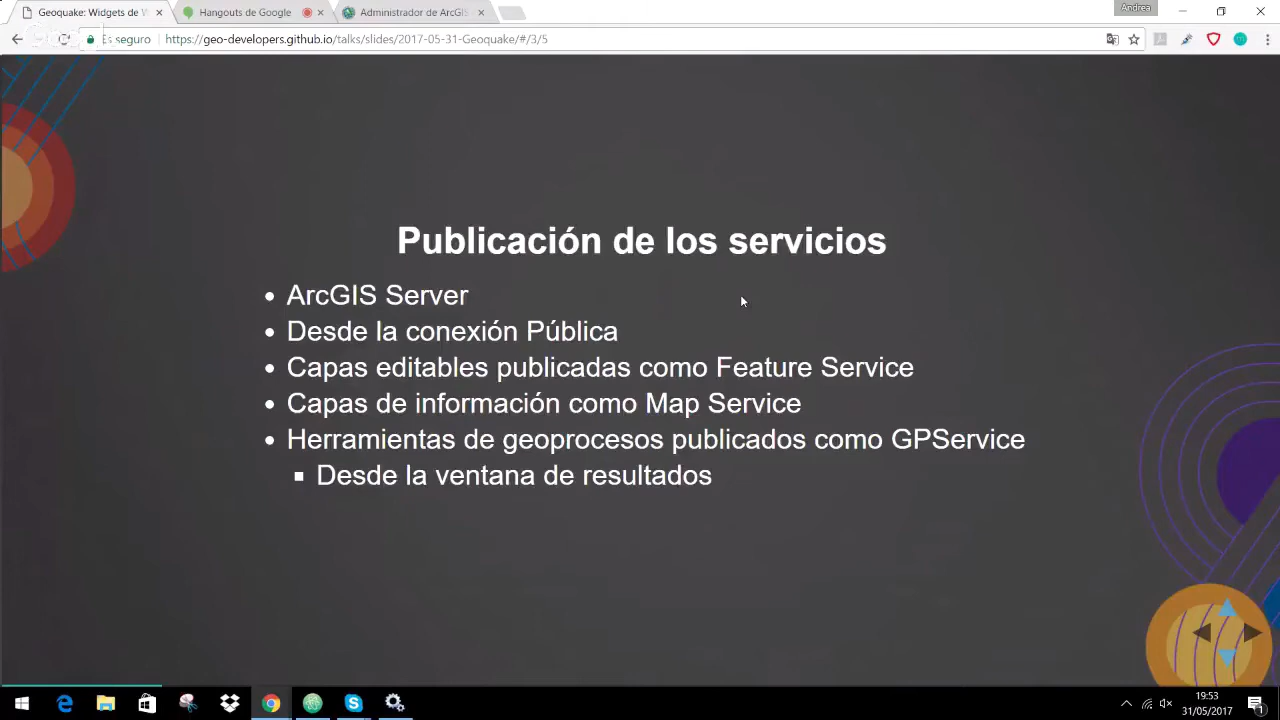 Geoquake: Widgets de W
Hangouts de Google
Administrador de ArcGIS
Andrea
seguro
https://geo-developers.github.io/talks/slides/2017-05-31-Geoquake/#/3/5
Publicación de los servicios
• ArcGIS Server
• Desde la conexión Pública
• Capas editables publicadas como Feature Service
• Capas de información como Map Service
• Herramientas de geoprocesos publicados como GPService
▪ Desde la ventana de resultados
19:53
31/05/2017